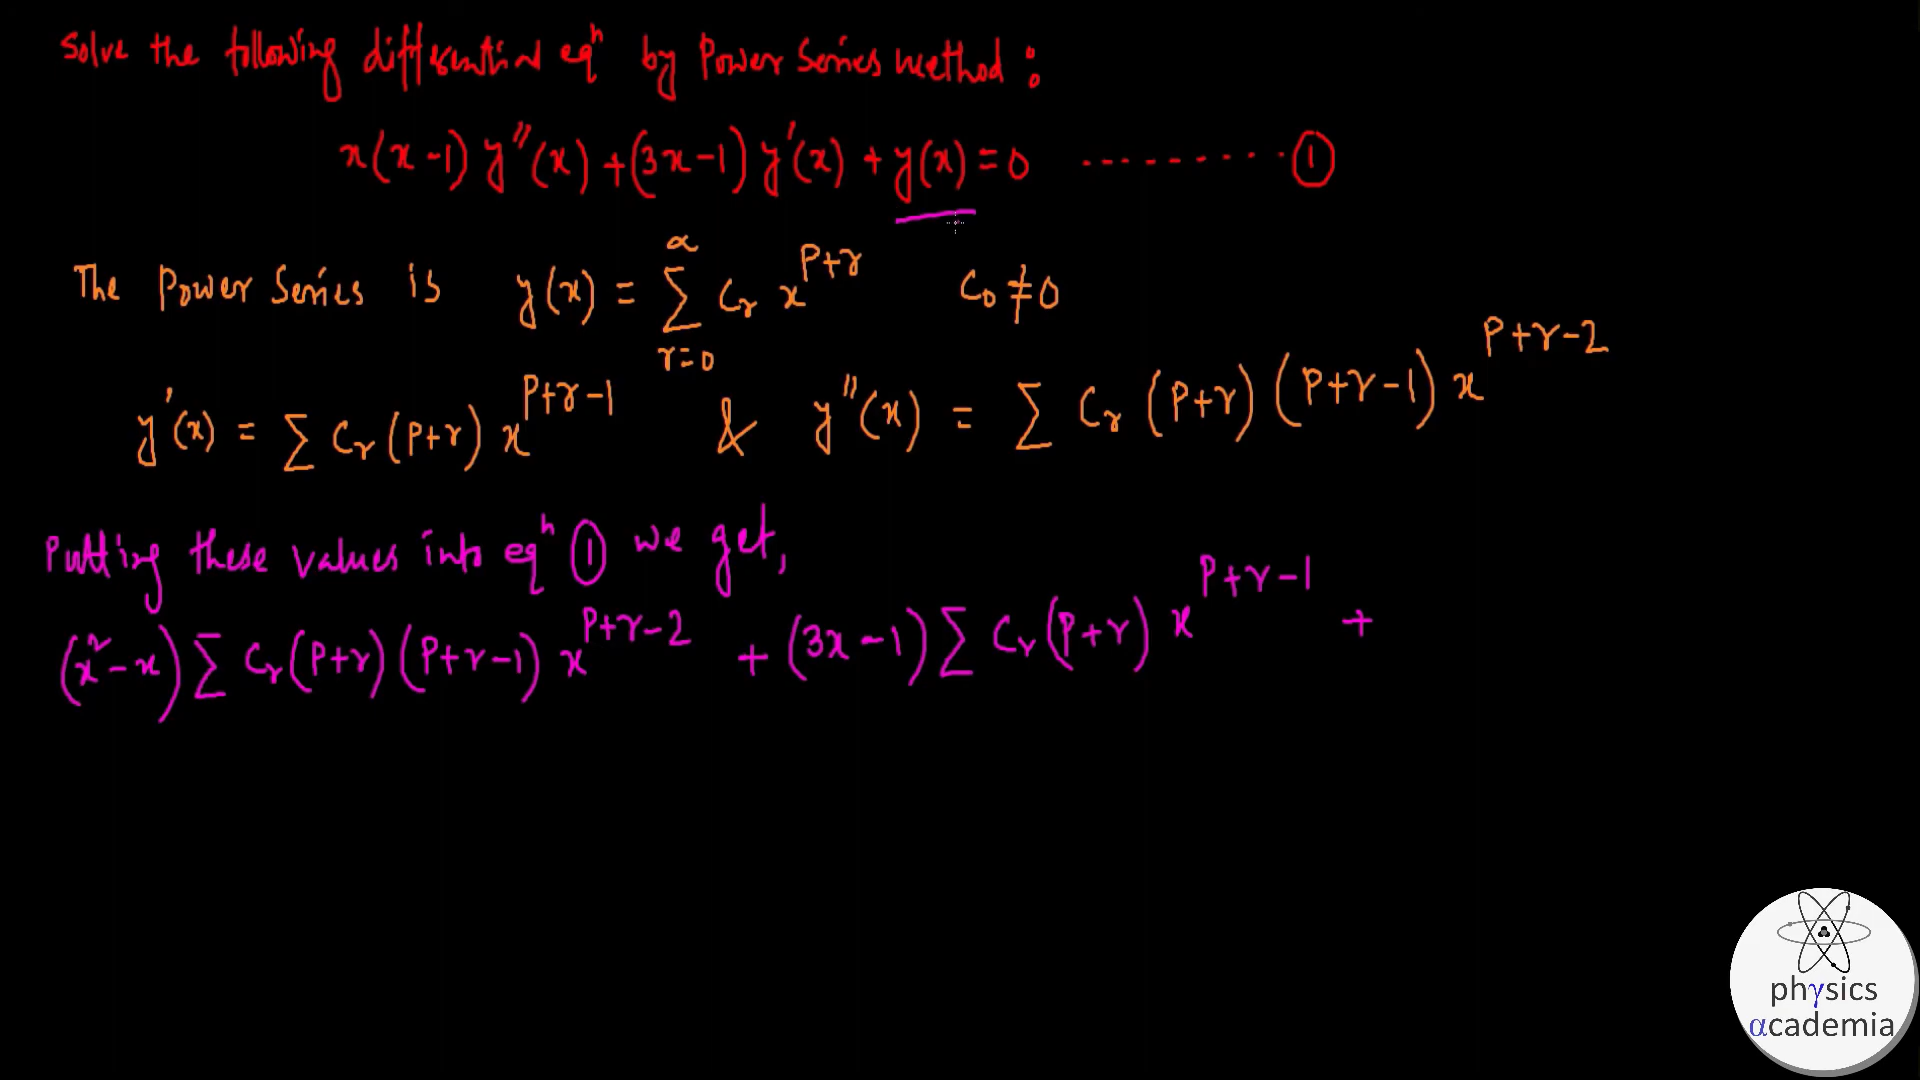 Solve the following differential eqⁿ by Power Series method :
x(x-1) y''(x) + (3x-1) y'(x) + y(x) = 0 ---------- ①
The Power Series is y(x) = ∑_{r=0}^{α} C_r x^{P+r} C_0 ≠ 0
y'(x) = ∑ C_r (P+r) x^{P+r-1} & y''(x) = ∑ C_r (P+r) (P+r-1) x^{P+r-2}
Putting these values into eqⁿ ① we get,
(x²-x) ∑ C_r (P+r) (P+r-1) x^{P+r-2} + (3x-1) ∑ C_r (P+r) x^{P+r-1} +
phγsics
αcademia